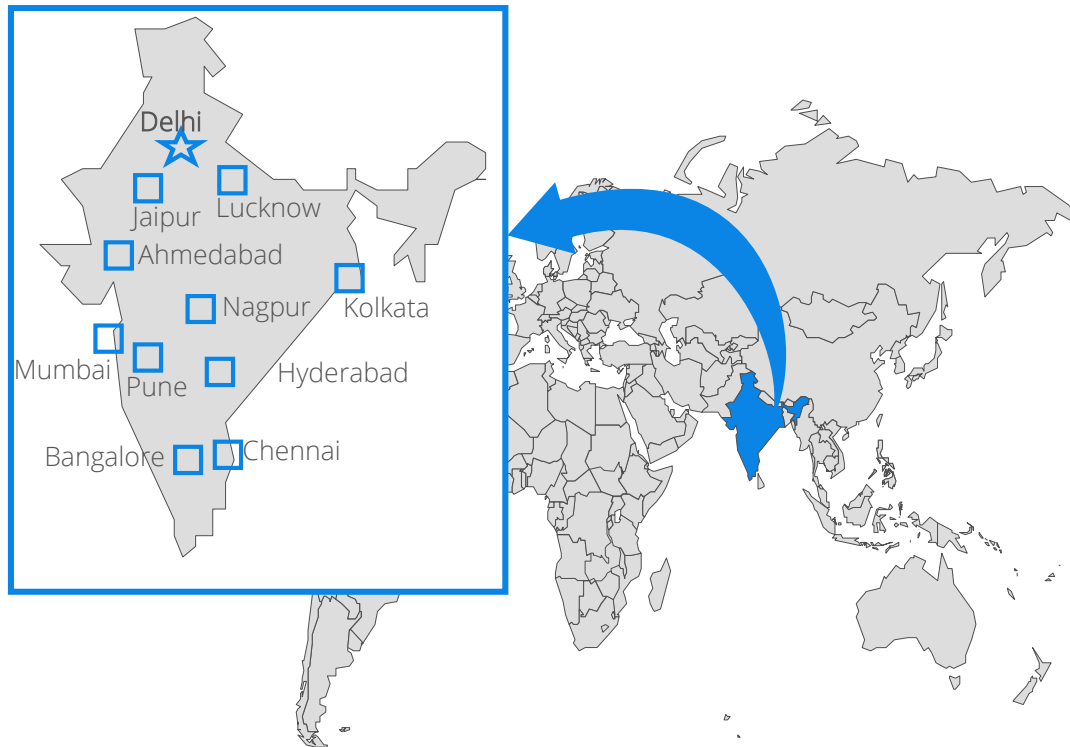 Delhi
Jaipur
Lucknow
Ahmedabad
Nagpur
Kolkata
Mumbai
Pune
Hyderabad
Bangalore
Chennai